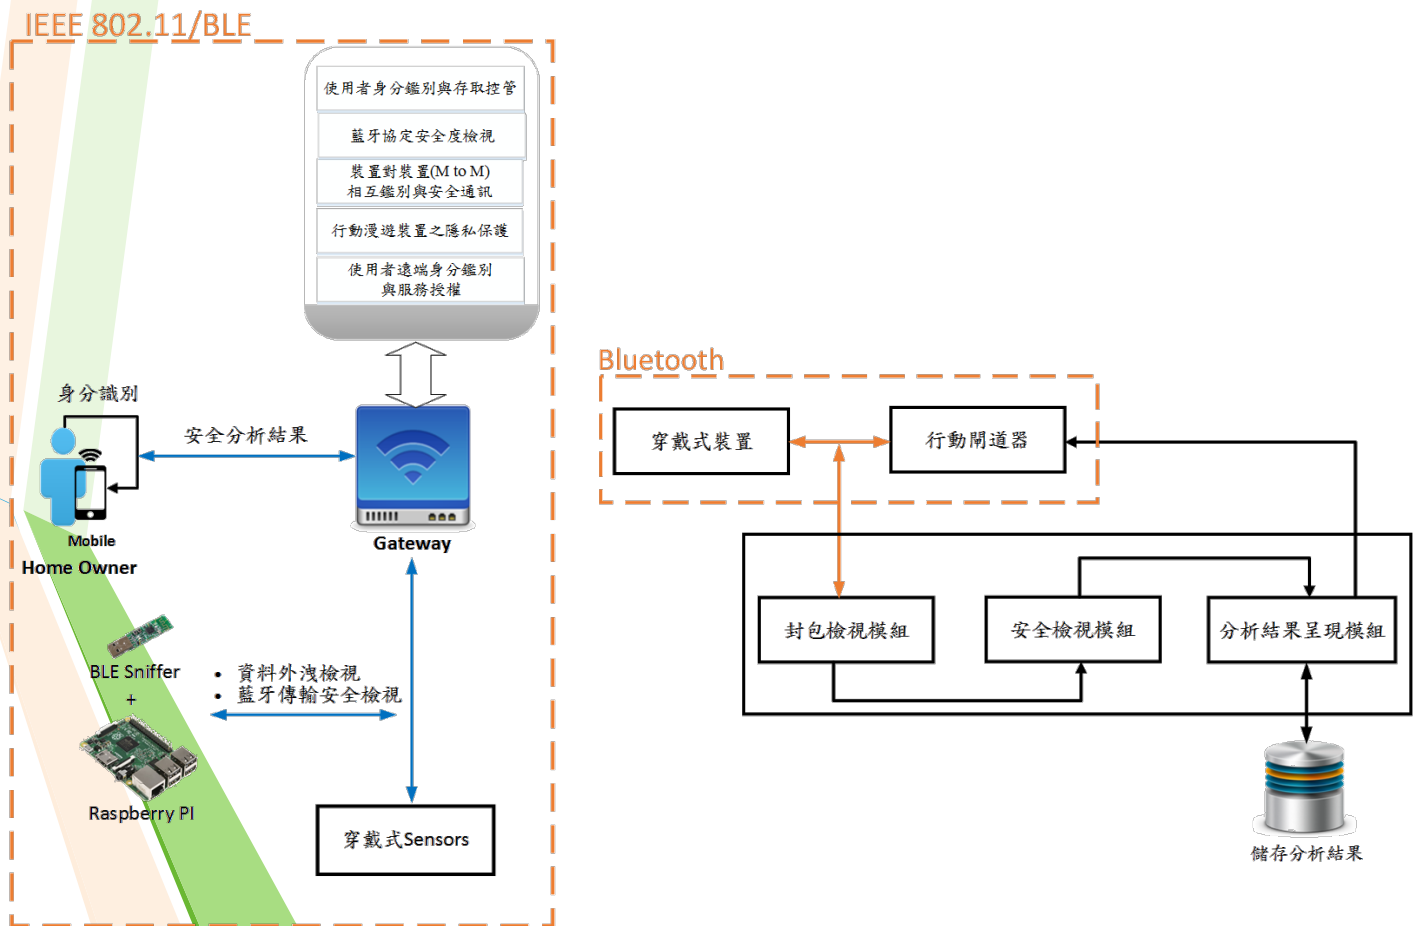 IEEE 802.11/BLE
使用者身分鑑別與存取控管
藍牙協定安全度檢視
裝置對裝置(M to M)
相互鑑別與安全通訊
行動漫遊裝置之隱私保護
使用者遠端身分鑑別
與服務授權
身分識別
安全分析結果
Mobile
Home Owner
Gateway
BLE Sniffer
+
Raspberry PI
• 資料外洩檢視
• 藍牙傳輸安全檢視
穿戴式Sensors
Bluetooth
穿戴式裝置
行動閘道器
封包檢視模組
安全檢視模組
分析結果呈現模組
儲存分析結果